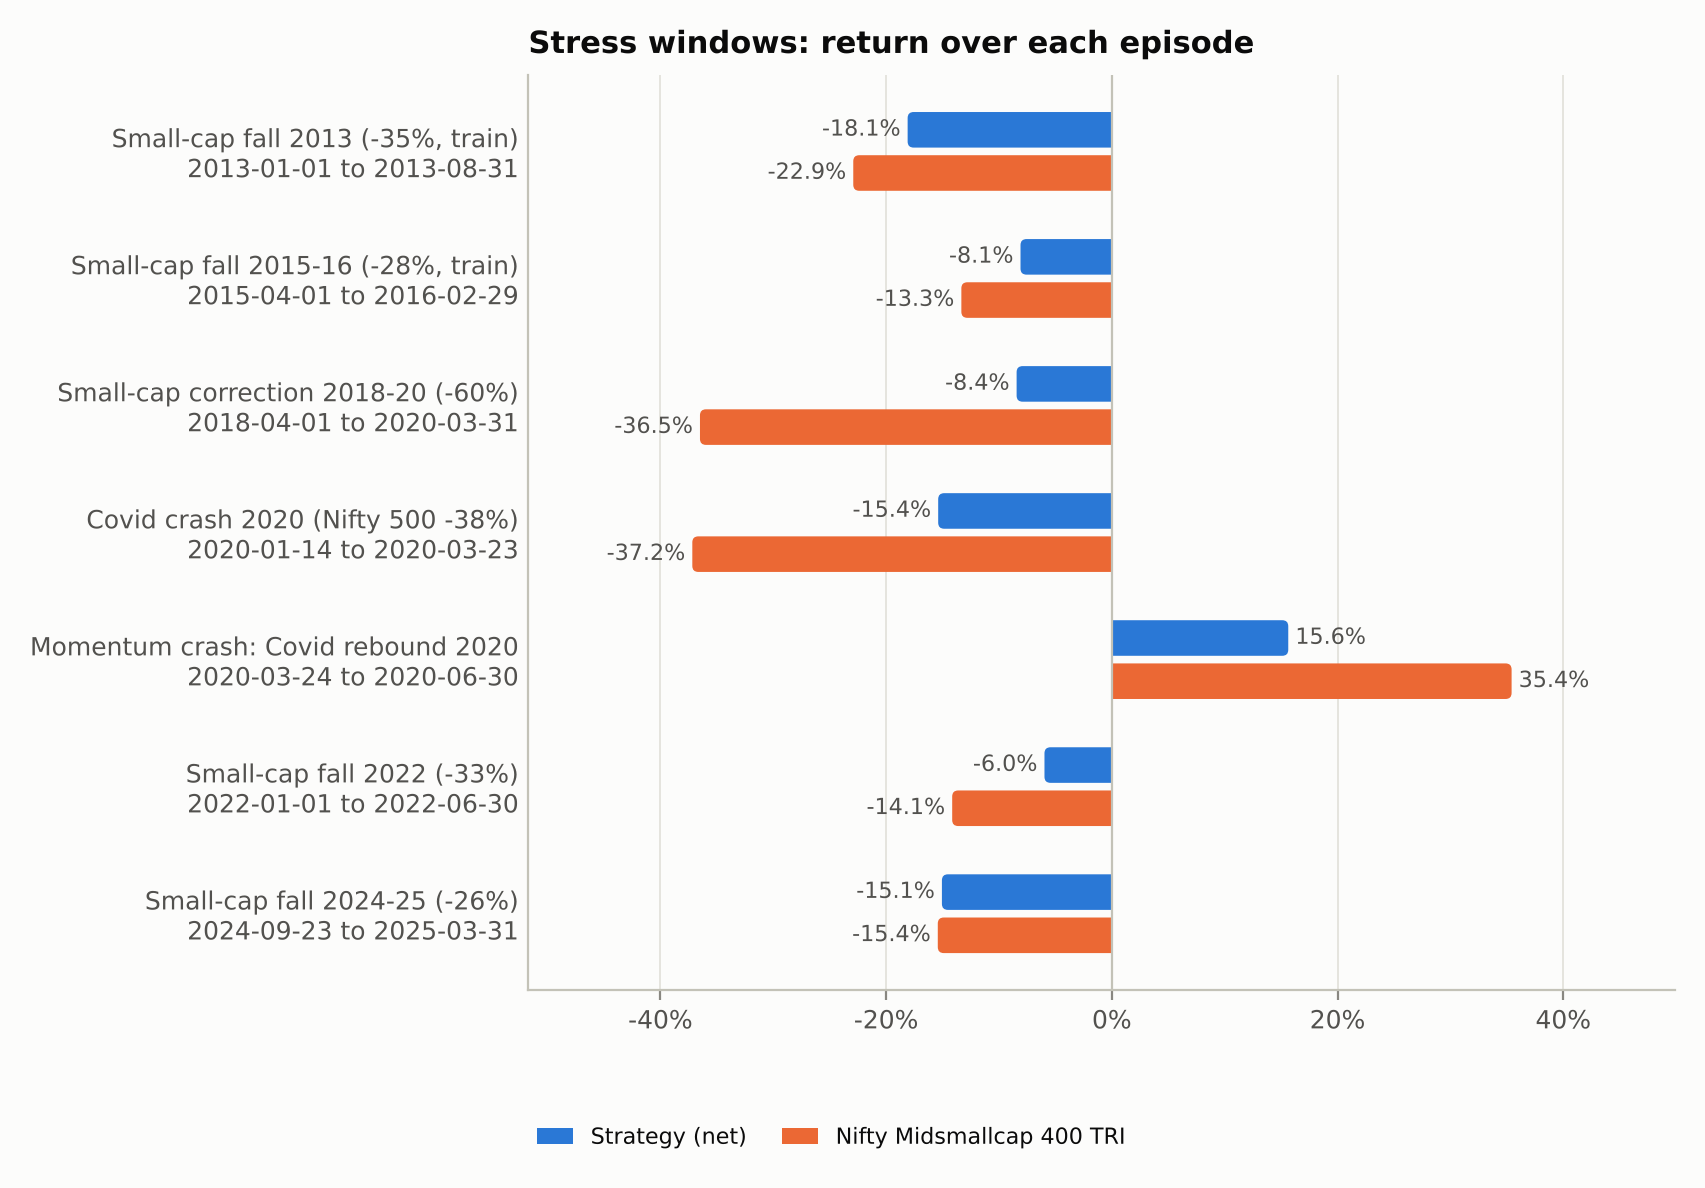 Stress windows: return over each episode
Small-cap fall 2013 (-35%, train)
2013-01-01 to 2013-08-31
-18.1%
-22.9%
Small-cap fall 2015-16 (-28%, train)
2015-04-01 to 2016-02-29
-8.1%
-13.3%
Small-cap correction 2018-20 (-60%)
2018-04-01 to 2020-03-31
-8.4%
-36.5%
Covid crash 2020 (Nifty 500 -38%)
2020-01-14 to 2020-03-23
-15.4%
-37.2%
Momentum crash: Covid rebound 2020
2020-03-24 to 2020-06-30
15.6%
35.4%
Small-cap fall 2022 (-33%)
2022-01-01 to 2022-06-30
-6.0%
-14.1%
Small-cap fall 2024-25 (-26%)
2024-09-23 to 2025-03-31
-15.1%
-15.4%
-40% -20% 0% 20% 40%
Strategy (net) Nifty Midsmallcap 400 TRI